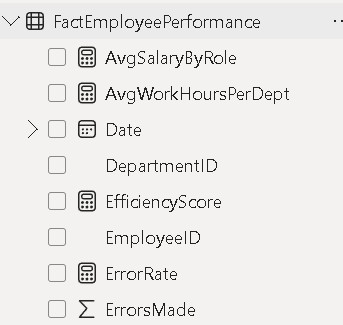 FactEmployeePerformance
AvgSalaryByRole
AvgWorkHoursPerDept
Date
DepartmentID
EfficiencyScore
EmployeeID
ErrorRate
ErrorsMade